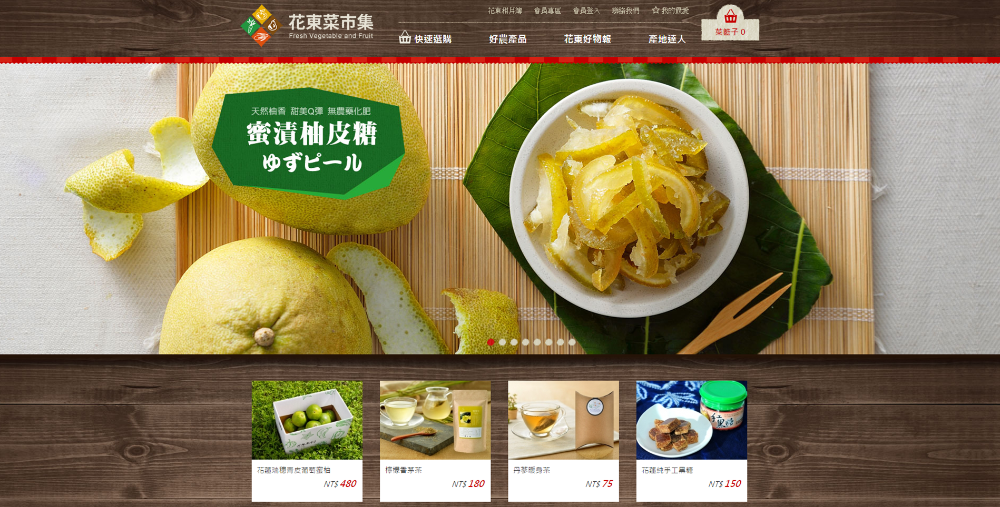 花東菜市集
Fresh Vegetable and Fruit
花東相片簿
會員專區
會員登入
聯絡我們
我的最愛
快速選購
好農產品
花東好物報
產地達人
菜籃子 0
天然柚香 甜美Q彈 無農藥化肥
蜜漬柚皮糖
ゆずピール
紅
黑糖
花蓮瑞穗青皮葡萄蜜柚
NT$ 480
檸檬香茅茶
NT$ 180
丹蔘暖身茶
NT$ 75
花蓮純手工黑糖
NT$ 150